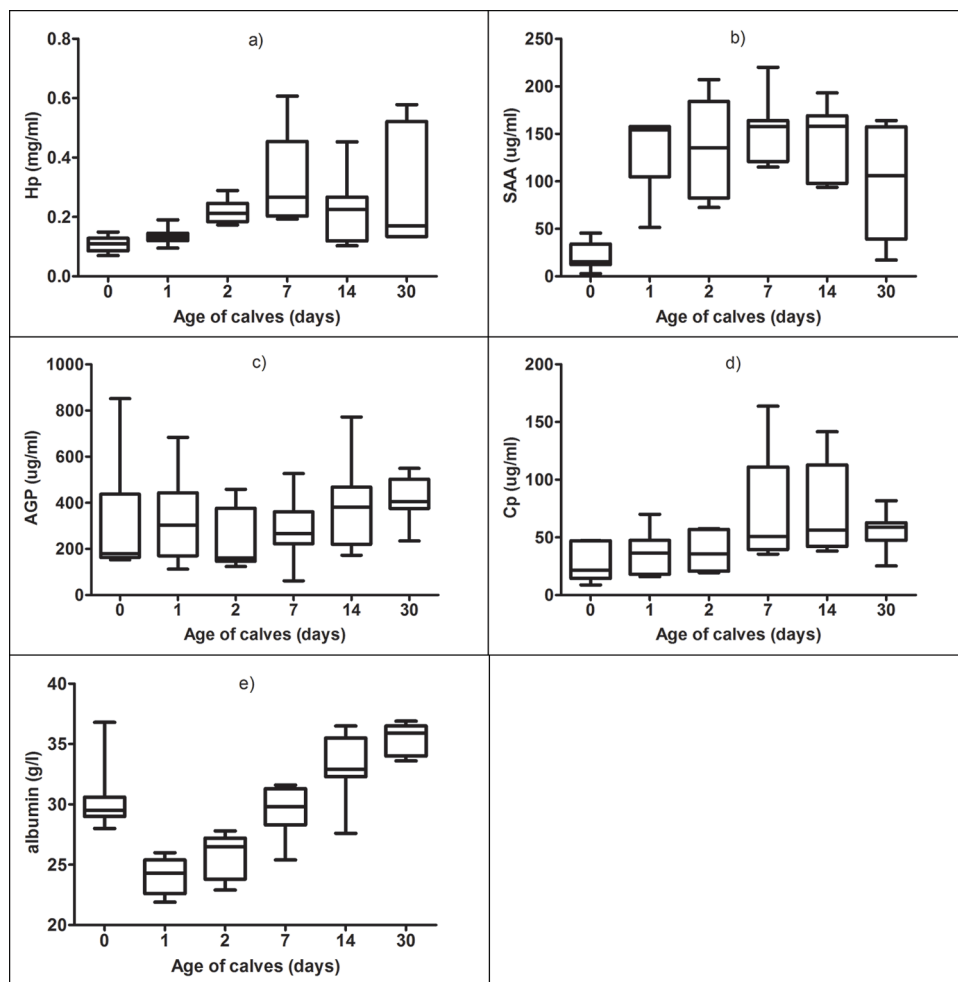 a)
Hp (mg/ml)
0.8
0.6
0.4
0.2
0.0
0 1 2 7 14 30
Age of calves (days)
b)
SAA (ug/ml)
250
200
150
100
50
0
0 1 2 7 14 30
Age of calves (days)
c)
AGP (ug/ml)
1000
800
600
400
200
0
0 1 2 7 14 30
Age of calves (days)
d)
Cp (ug/ml)
200
150
100
50
0
0 1 2 7 14 30
Age of calves (days)
e)
albumin (g/l)
40
35
30
25
20
0 1 2 7 14 30
Age of calves (days)